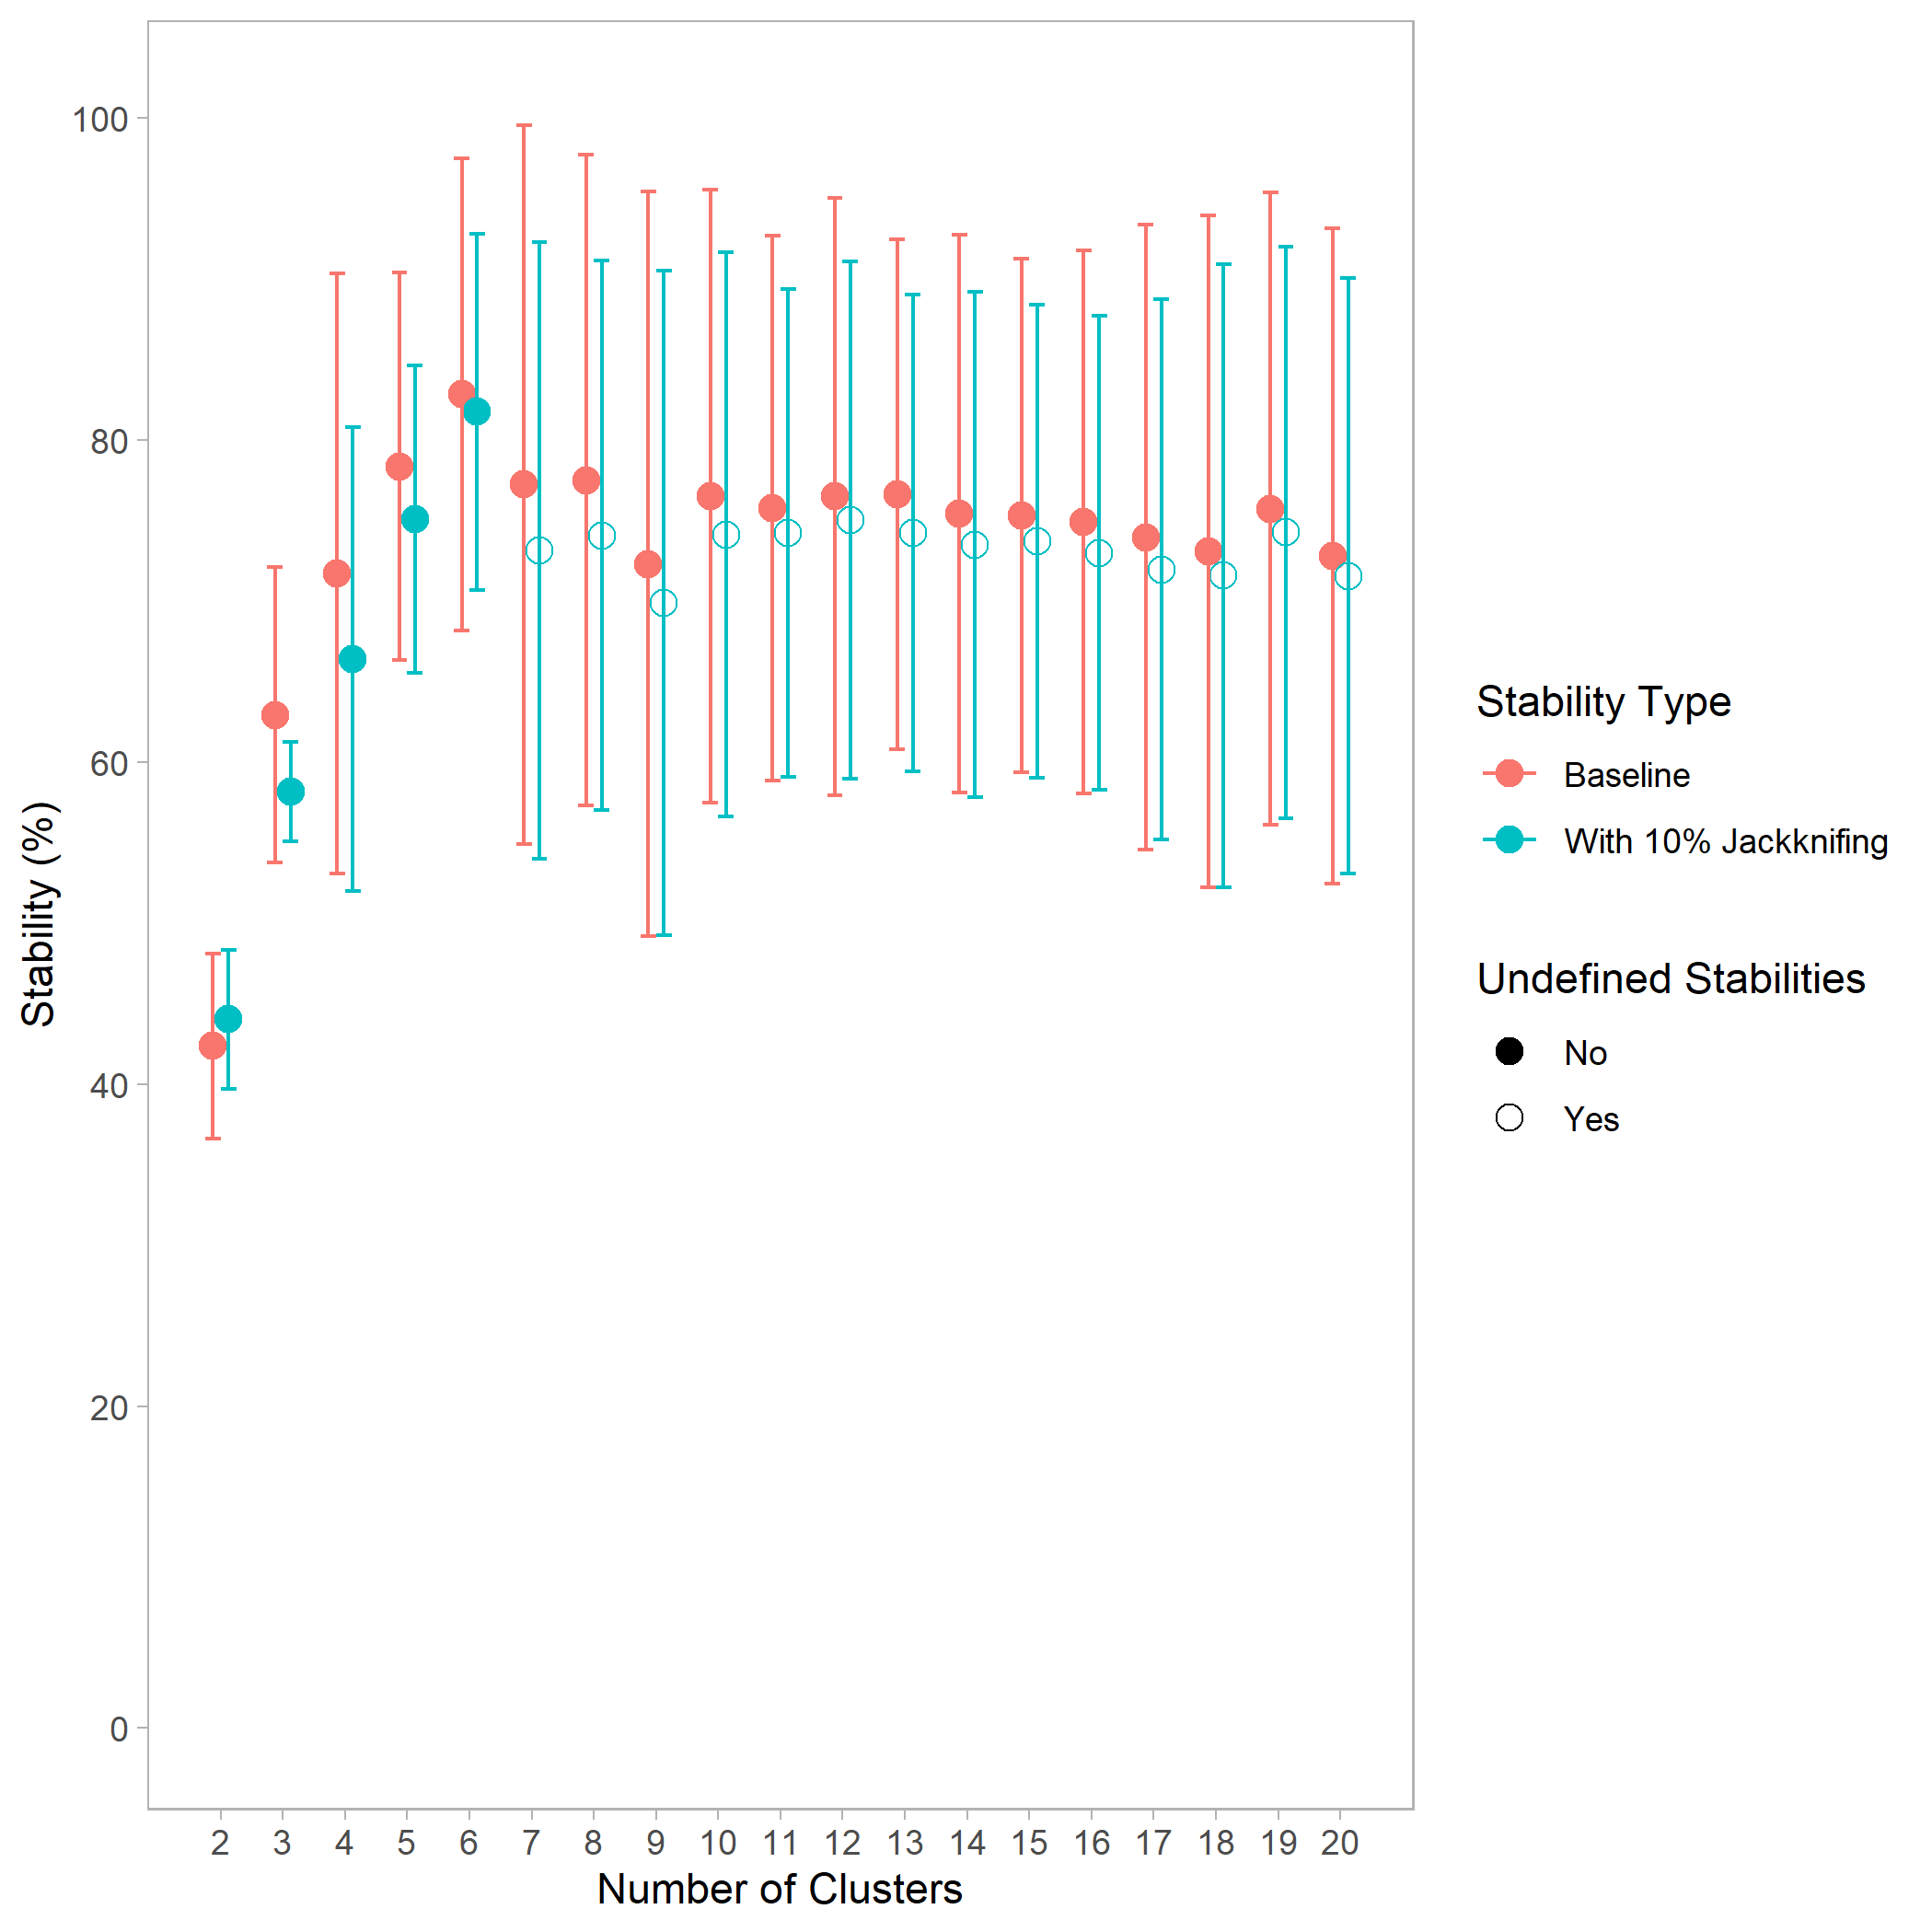 100
80
60
40
20
0
Stability (%)
2 3 4 5 6 7 8 9 10 11 12 13 14 15 16 17 18 19 20
Number of Clusters
Stability Type
Baseline
With 10% Jackknifing
Undefined Stabilities
No
Yes